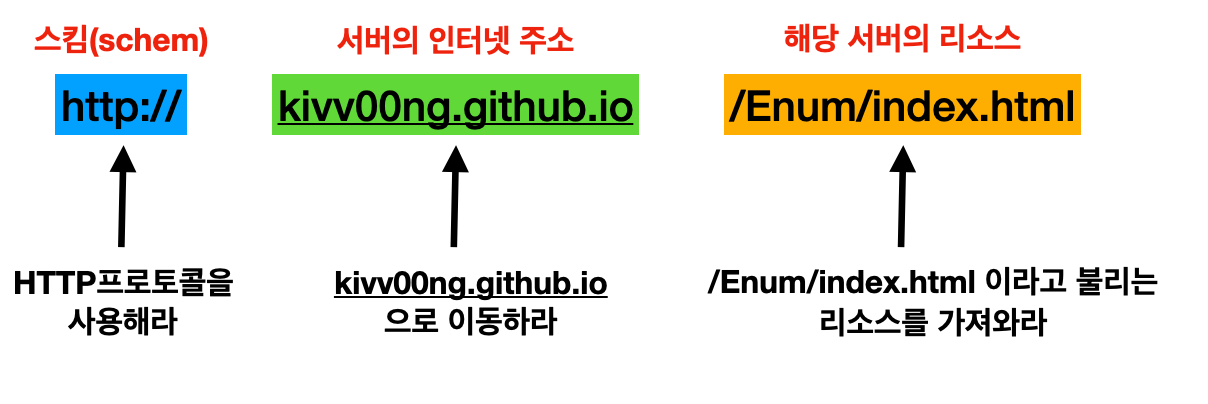 스킴(schem)
서버의 인터넷 주소
해당 서버의 리소스
http://
kivv00ng.github.io
/Enum/index.html
HTTP프로토콜을
사용해라
kivv00ng.github.io
으로 이동하라
/Enum/index.html 이라고 불리는
리소스를 가져와라